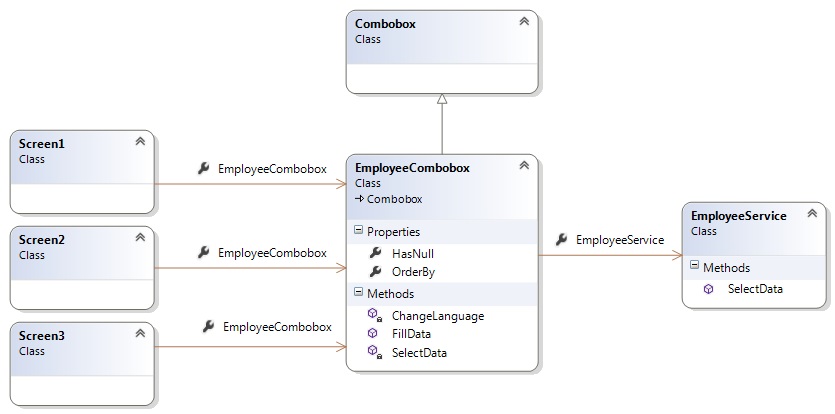 Combobox
Class
Screen1
Class
EmployeeCombobox
EmployeeCombobox
Class
Combobox
Properties
HasNull
OrderBy
Methods
ChangeLanguage
FillData
SelectData
Screen2
Class
EmployeeCombobox
Screen3
Class
EmployeeCombobox
EmployeeService
EmployeeService
Class
Methods
SelectData